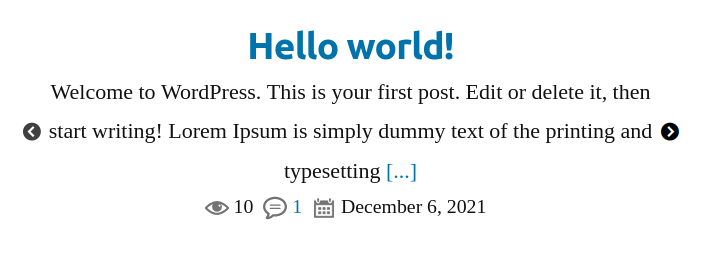 Hello world!
Welcome to WordPress. This is your first post. Edit or delete it, then
start writing! Lorem Ipsum is simply dummy text of the printing and
typesetting [...]
10 1 December 6, 2021